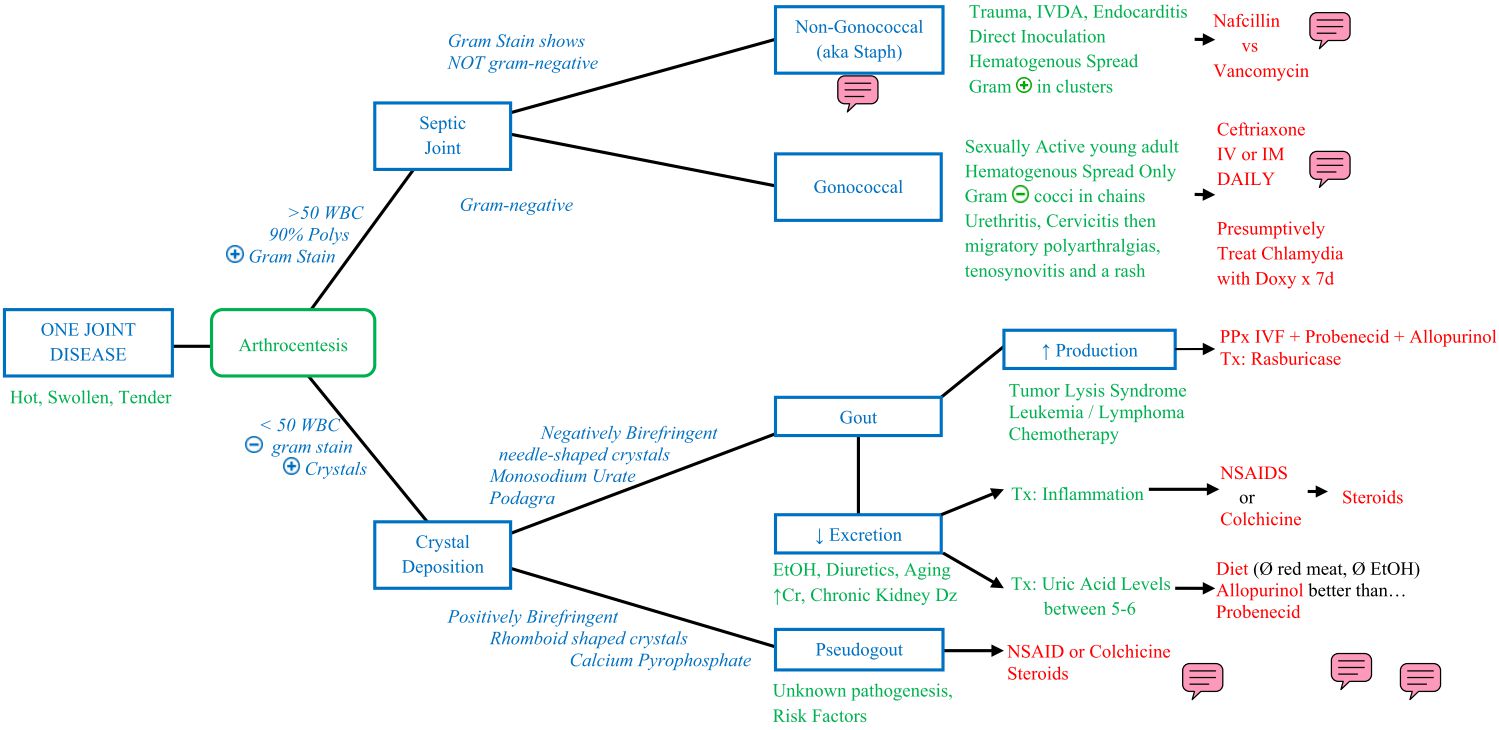 Gram Stain shows
NOT gram-negative
Non-Gonococcal
(aka Staph)
Trauma, IVDA, Endocarditis
Direct Inoculation
Hematogenous Spread
Gram ⊕ in clusters
Nafcillin
vs
Vancomycin
Septic
Joint
Gram-negative
Gonococcal
Sexually Active young adult
Hematogenous Spread Only
Gram ⊖ cocci in chains
Urethritis, Cervicitis then
migratory polyarthralgias,
tenosynovitis and a rash
Ceftriaxone
IV or IM
DAILY
Presumptively
Treat Chlamydia
with Doxy x 7d
>50 WBC
90% Polys
⊕ Gram Stain
ONE JOINT
DISEASE
Hot, Swollen, Tender
Arthrocentesis
< 50 WBC
⊖ gram stain
⊕ Crystals
Crystal
Deposition
Negatively Birefringent
needle-shaped crystals
Monosodium Urate
Podagra
Gout
↑ Production
Tumor Lysis Syndrome
Leukemia / Lymphoma
Chemotherapy
PPx IVF + Probenecid + Allopurinol
Tx: Rasburicase
↓ Excretion
EtOH, Diuretics, Aging
↑Cr, Chronic Kidney Dz
Tx: Inflammation
NSAIDS
or
Colchicine
Steroids
Tx: Uric Acid Levels
between 5-6
Diet (Ø red meat, Ø EtOH)
Allopurinol better than…
Probenecid
Positively Birefringent
Rhomboid shaped crystals
Calcium Pyrophosphate
Pseudogout
Unknown pathogenesis,
Risk Factors
NSAID or Colchicine
Steroids